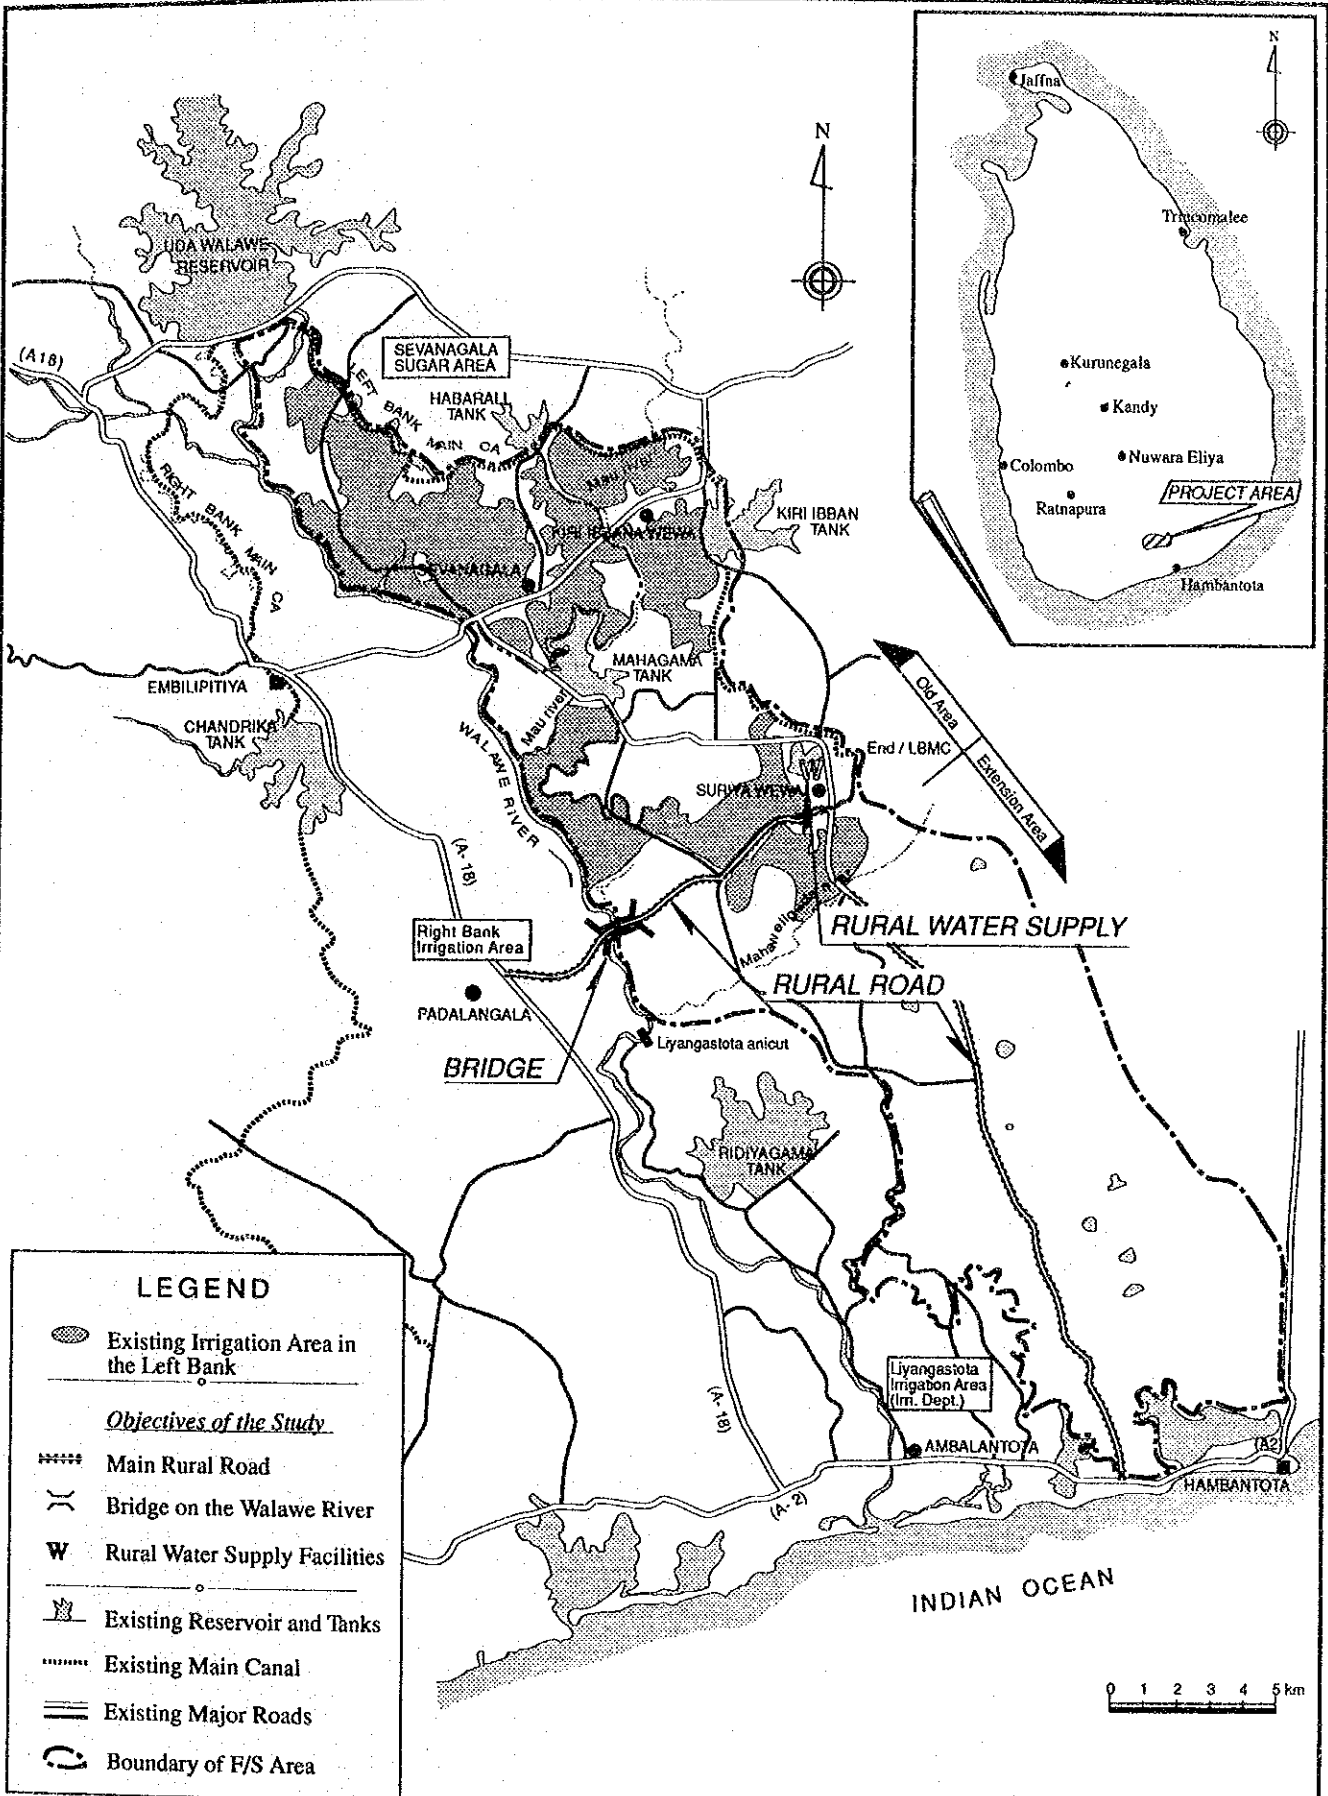 N
Jaffna
Trincomalee
Kurunegala
Kandy
Colombo
Nuwara Eliya
Ratnapura
PROJECT AREA
Hambantota
N
UDA WALAWE
RESERVOIR
(A18)
SEVANAGALA
SUGAR AREA
LEFT BANK MAIN CA
HABARALI
TANK
Mau river
RIGHT BANK MAIN CA
KIRI IBBAN
TANK
SEVANAGALA
EMBILIPITIYA
CHANDRIKA
TANK
MAHAGAMA
TANK
Mau river
WALAWE RIVER
End / LBMC
Old Area
Extension Area
SURIYA WEWA
(A-18)
Right Bank
Irrigation Area
RURAL WATER SUPPLY
RURAL ROAD
PADALANGALA
Liyangastota anicut
BRIDGE
RIDIYAGAMA
TANK
Liyangastota
Irrigation Area
(Irri. Dept.)
(A-18)
AMBALANTOTA
(A2)
HAMBANTOTA
(A-2)
INDIAN OCEAN
0 1 2 3 4 5 km
LEGEND
Existing Irrigation Area in
the Left Bank
Objectives of the Study
Main Rural Road
Bridge on the Walawe River
W Rural Water Supply Facilities
Existing Reservoir and Tanks
Existing Main Canal
Existing Major Roads
Boundary of F/S Area